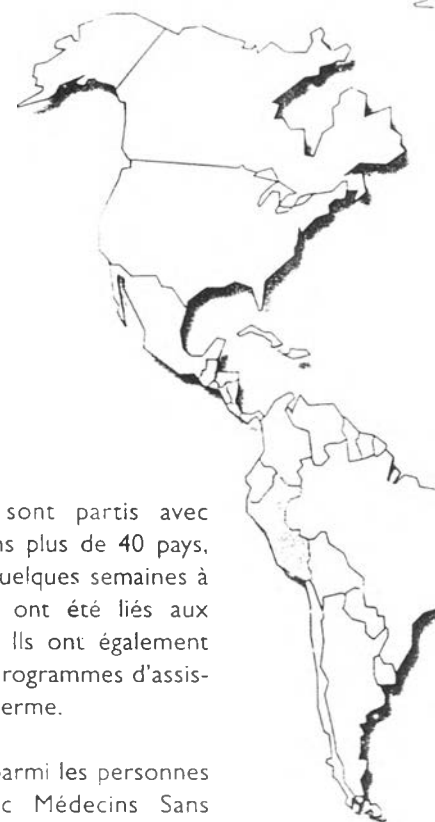 sont partis avec
ns plus de 40 pays,
uelques semaines à
ont été liés aux
Ils ont également
rogrammes d'assis-
erme.
parmi les personnes
c Médecins Sans